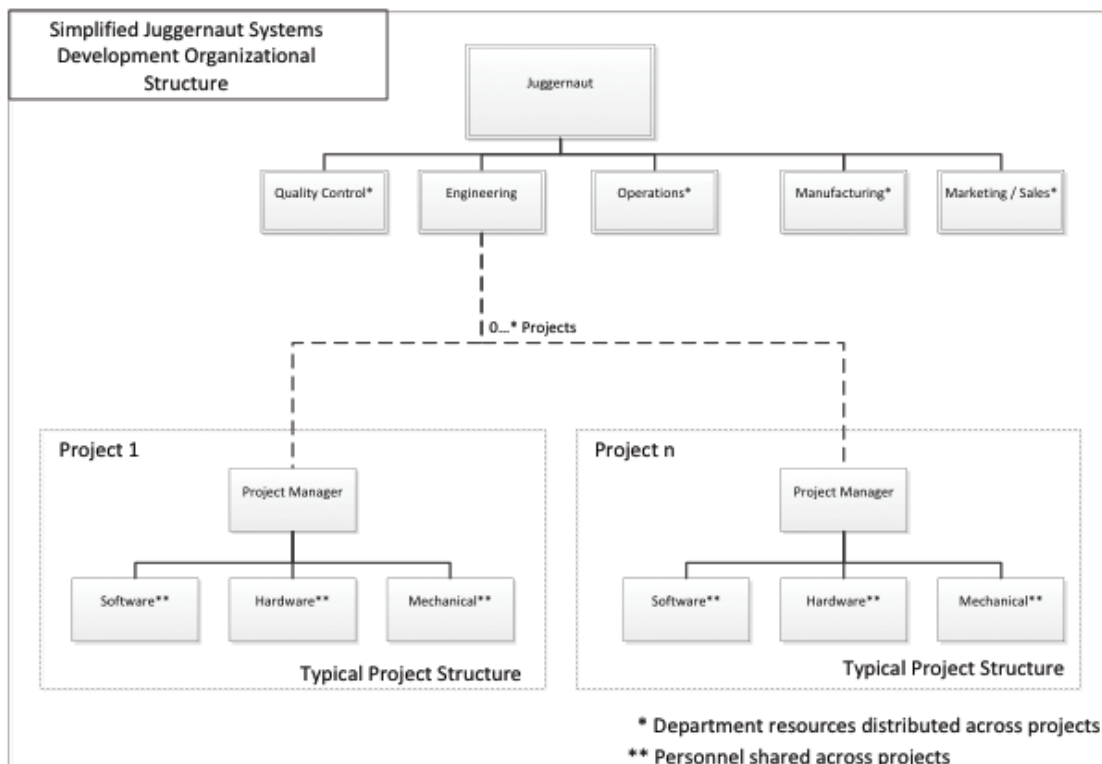 Simplified Juggernaut Systems
Development Organizational
Structure
Juggernaut
Quality Control*
Engineering
Operations*
Manufacturing*
Marketing / Sales*
0...* Projects
Project 1
Project n
Project Manager
Project Manager
Software**
Hardware**
Mechanical**
Software**
Hardware**
Mechanical**
Typical Project Structure
Typical Project Structure
* Department resources distributed across projects
** Personnel shared across projects